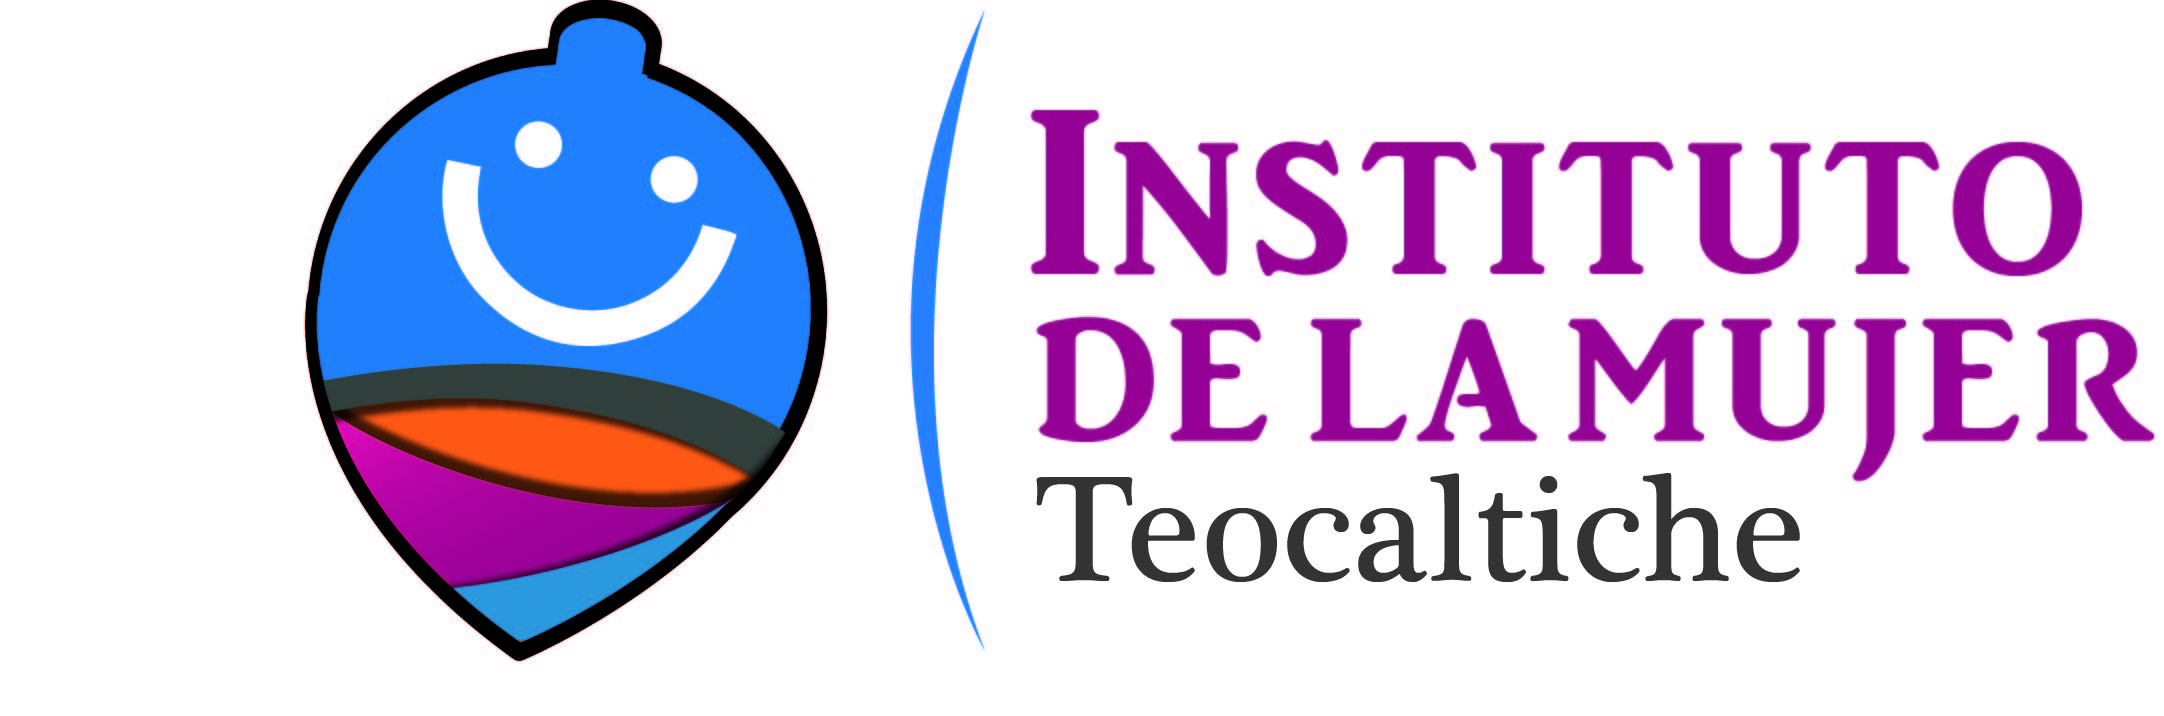 INSTITUTO
DE LA MUJER
Teocaltiche